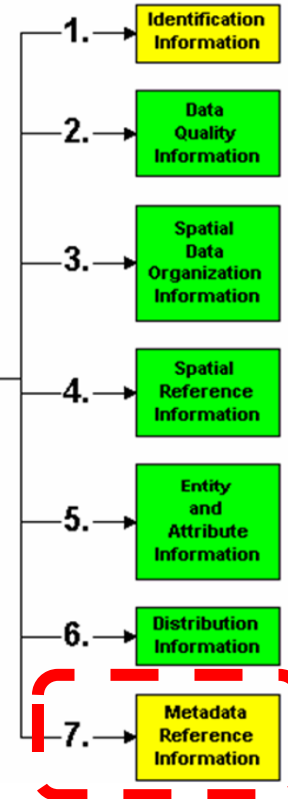 1.
Identification
Information
2.
Data
Quality
Information
3.
Spatial
Data
Organization
Information
4.
Spatial
Reference
Information
5.
Entity
and
Attribute
Information
6.
Distribution
Information
7.
Metadata
Reference
Information